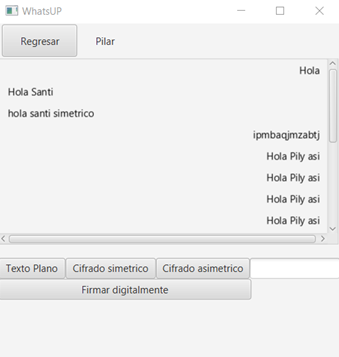 WhatsUP
Regresar Pilar
Hola
Hola Santi
hola santi simetrico
ipmbaqjmzabtj
Hola Pily asi
Hola Pily asi
Hola Pily asi
Hola Pily asi
Texto Plano Cifrado simetrico Cifrado asimetrico
Firmar digitalmente